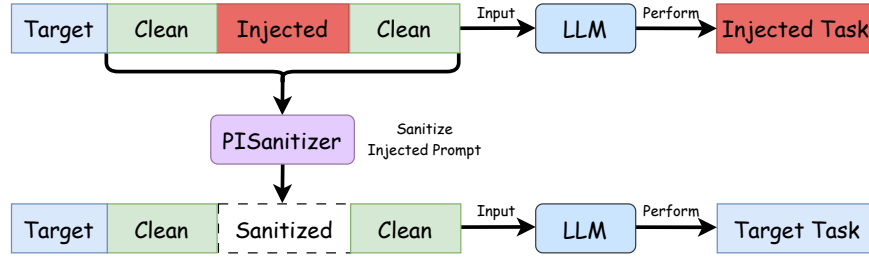 Target Clean Injected Clean Input LLM Perform Injected Task
PISanitizer
Sanitize
Injected Prompt
Target Clean Sanitized Clean Input LLM Perform Target Task